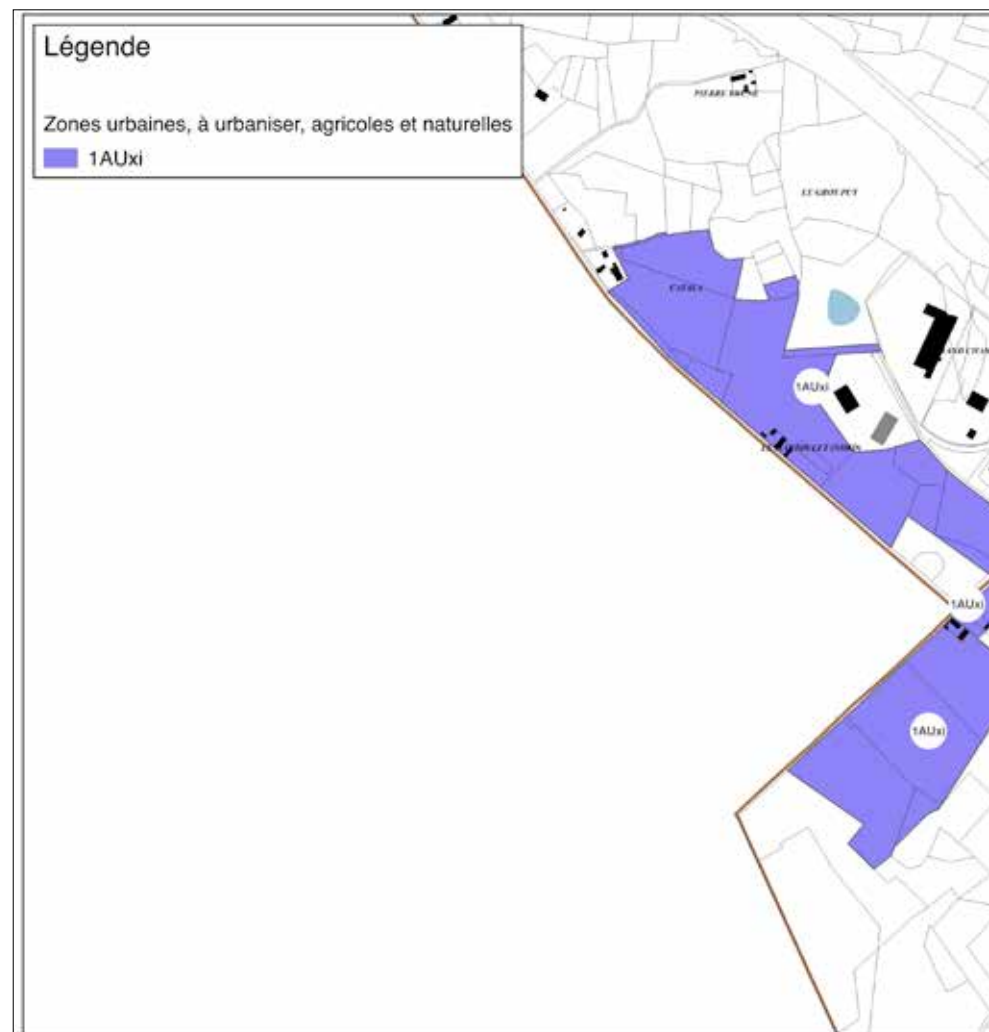 Légende
Zones urbaines, à urbaniser, agricoles et naturelles
1AUxi
1AUxi
1AUxi
1AUxi